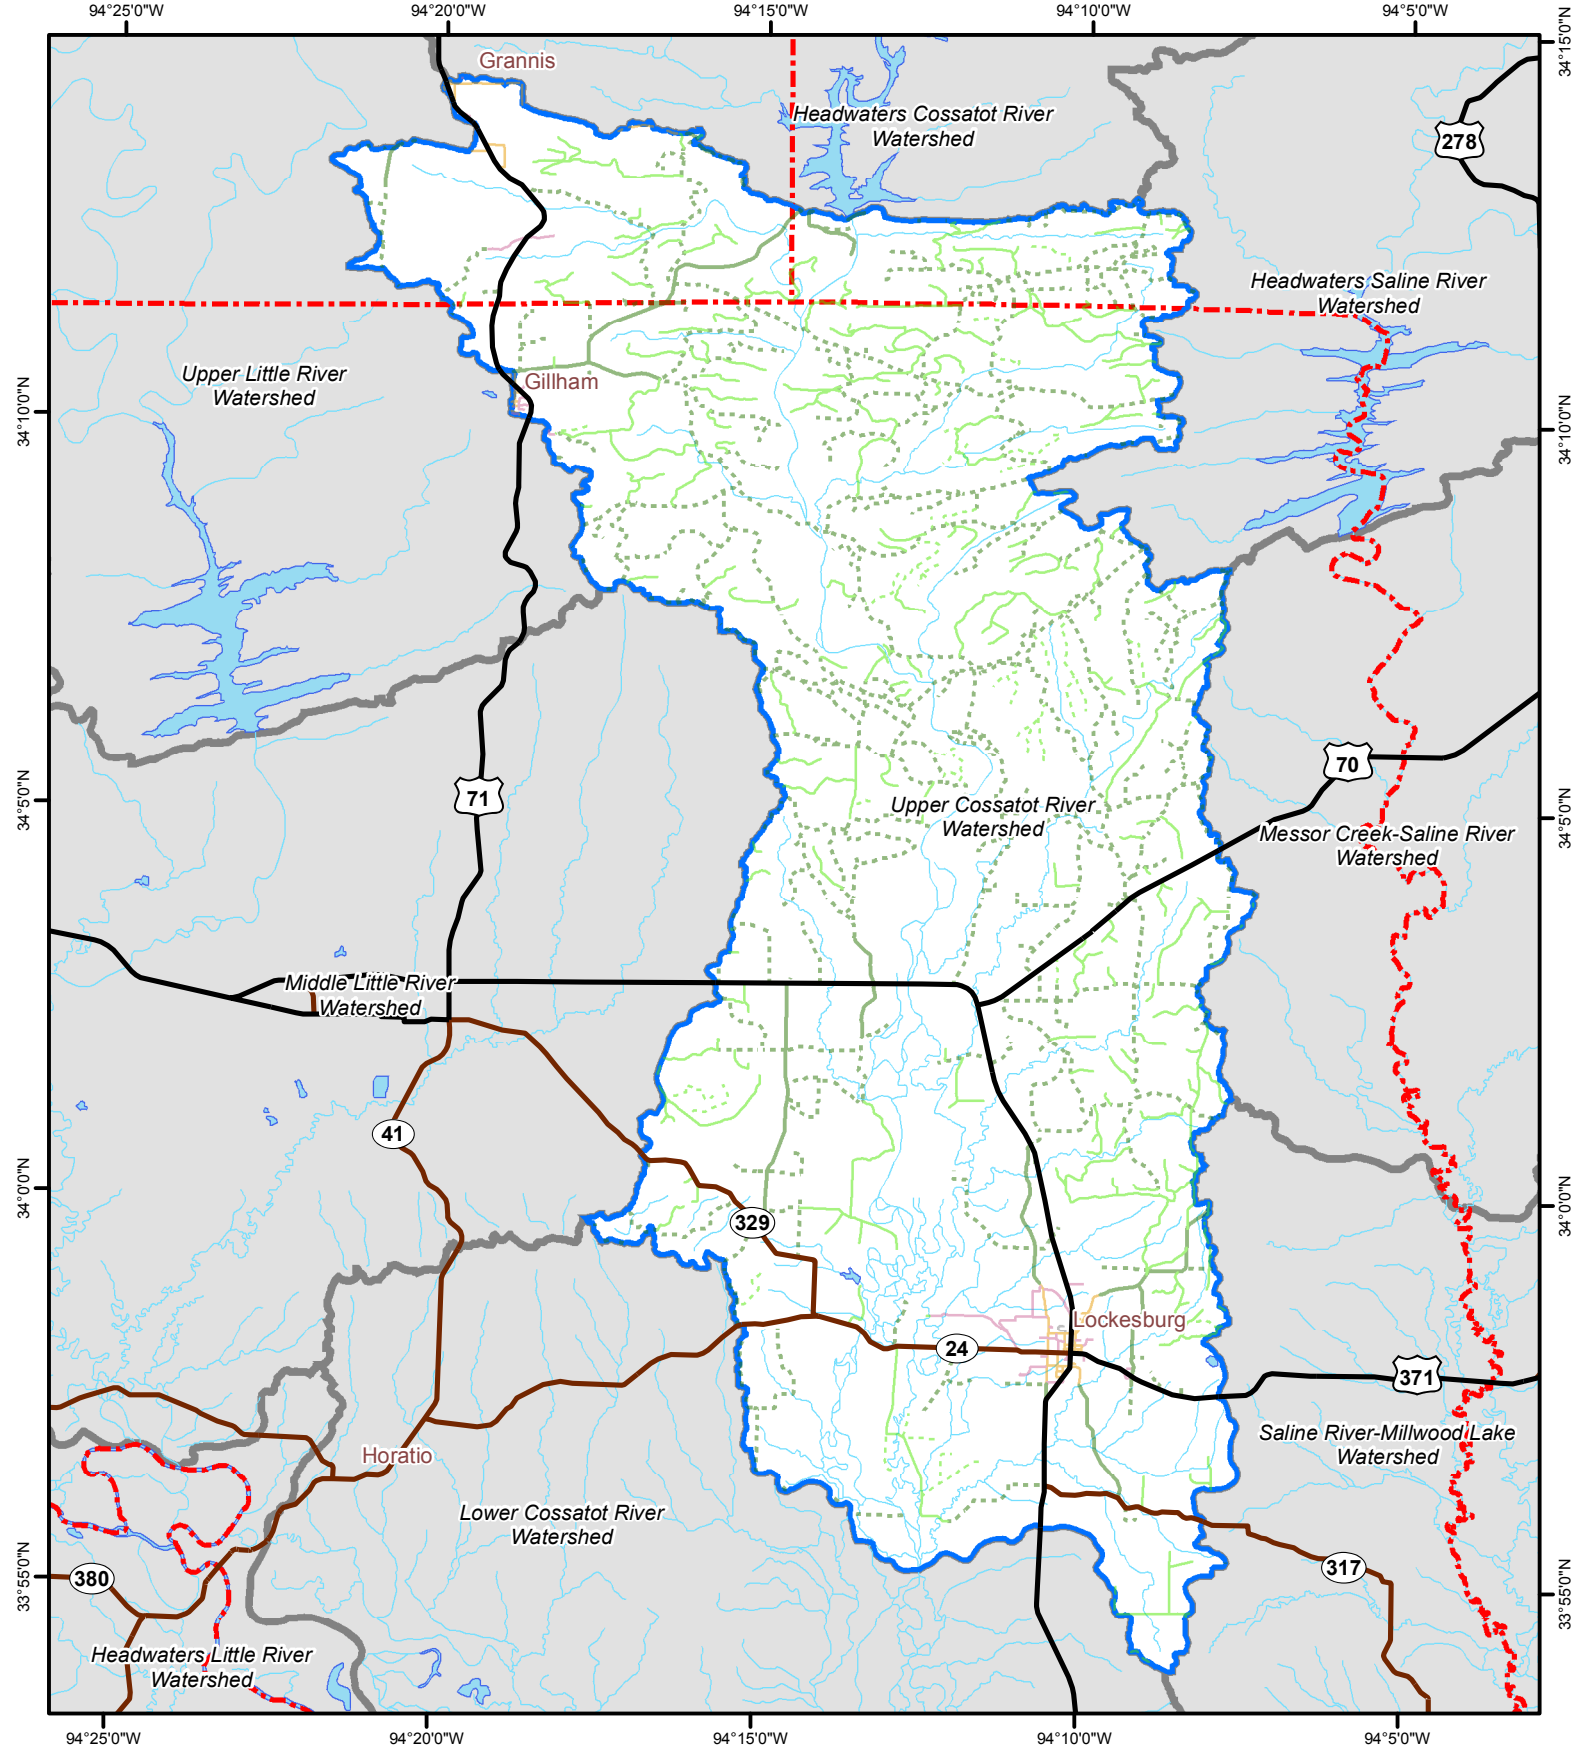 94°25'0"W
94°20'0"W
94°15'0"W
94°10'0"W
94°5'0"W
34°15'0"N
Grannis
Headwaters Cossatot River
Watershed
278
Headwaters Saline River
Watershed
Upper Little River
Watershed
Gillham
34°10'0"N
34°10'0"N
70
71
34°5'0"N
34°5'0"N
Upper Cossatot River
Watershed
Messor Creek-Saline River
Watershed
Middle Little River
Watershed
41
34°0'0"N
34°0'0"N
329
Lockesburg
24
371
Saline River-Millwood Lake
Watershed
Horatio
Lower Cossatot River
Watershed
33°55'0"N
33°55'0"N
380
317
Headwaters Little River
Watershed
94°25'0"W
94°20'0"W
94°15'0"W
94°10'0"W
94°5'0"W